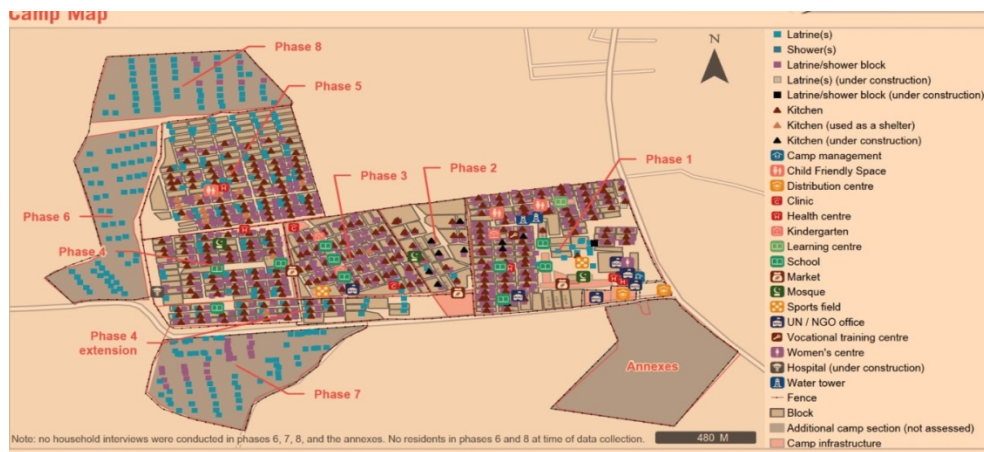 Camp Map
Phase 8
Phase 5
Phase 3
Phase 2
Phase 1
Phase 6
Phase 4
Phase 4
extension
Phase 7
Annexes
N
Note: no household interviews were conducted in phases 6, 7, 8, and the annexes. No residents in phases 6 and 8 at time of data collection.
480 M
Latrine(s)
Shower(s)
Latrine/shower block
Latrine(s) (under construction)
Latrine/shower block (under construction)
Kitchen
Kitchen (used as a shelter)
Kitchen (under construction)
Camp management
Child Friendly Space
Distribution centre
Clinic
Health centre
Kindergarten
Learning centre
School
Market
Mosque
Sports field
UN / NGO office
Vocational training centre
Women's centre
Hospital (under construction)
Water tower
Fence
Block
Additional camp section (not assessed)
Camp infrastructure